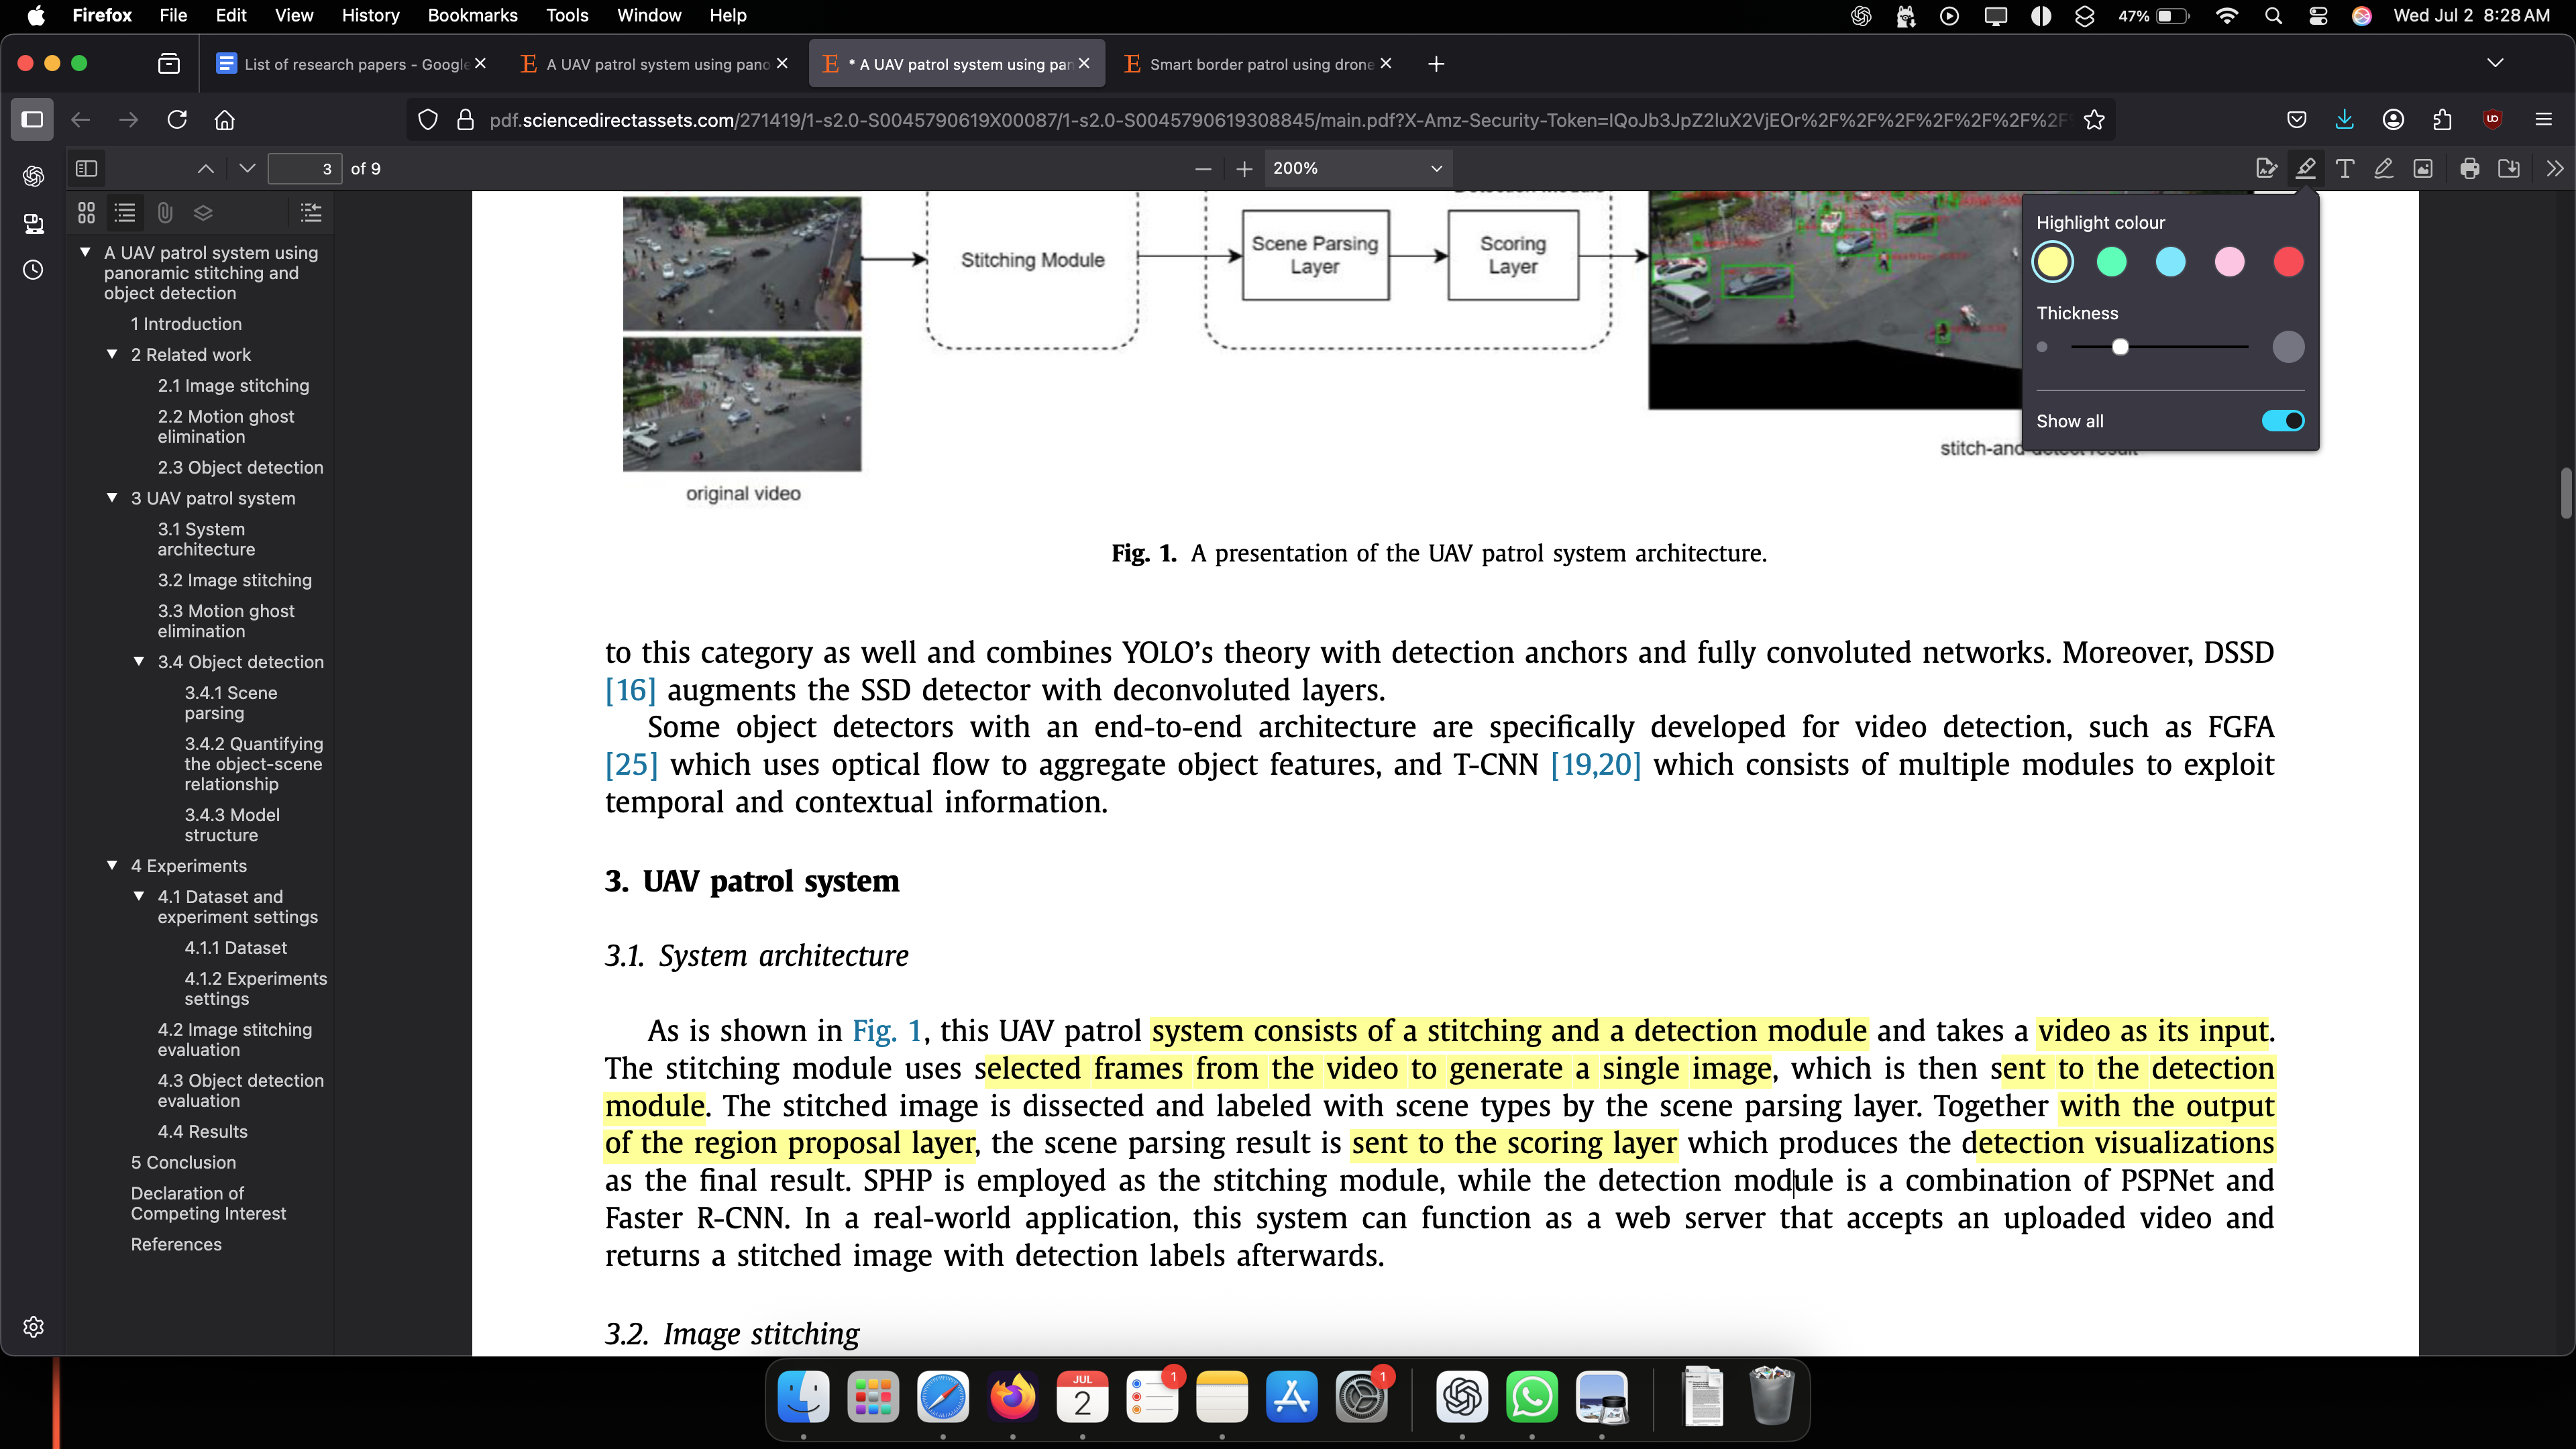 Firefox File Edit View History Bookmarks Tools Window Help
47% Wed Jul 2 8:28 AM
List of research papers - Google
A UAV patrol system using pano
* A UAV patrol system using pan
Smart border patrol using drone
pdf.sciencedirectassets.com/271419/1-s2.0-S0045790619X00087/1-s2.0-S0045790619308845/main.pdf?X-Amz-Security-Token=IQoJb3JpZ2luX2VjEOr%2F%2F%2F%2F%2F%2F%2F%2F
3 of 9
200%
A UAV patrol system using
panoramic stitching and
object detection
1 Introduction
2 Related work
2.1 Image stitching
2.2 Motion ghost
elimination
2.3 Object detection
3 UAV patrol system
3.1 System
architecture
3.2 Image stitching
3.3 Motion ghost
elimination
3.4 Object detection
3.4.1 Scene
parsing
3.4.2 Quantifying
the object-scene
relationship
3.4.3 Model
structure
4 Experiments
4.1 Dataset and
experiment settings
4.1.1 Dataset
4.1.2 Experiments
settings
4.2 Image stitching
evaluation
4.3 Object detection
evaluation
4.4 Results
5 Conclusion
Declaration of
Competing Interest
References
Highlight colour
Thickness
Show all
Stitching Module
Scene Parsing
Layer
Scoring
Layer
original video
stitch-and-detect result
Fig. 1. A presentation of the UAV patrol system architecture.
to this category as well and combines YOLO's theory with detection anchors and fully convoluted networks. Moreover, DSSD
[16] augments the SSD detector with deconvoluted layers.
Some object detectors with an end-to-end architecture are specifically developed for video detection, such as FGFA
[25] which uses optical flow to aggregate object features, and T-CNN [19,20] which consists of multiple modules to exploit
temporal and contextual information.
3. UAV patrol system
3.1. System architecture
As is shown in Fig. 1, this UAV patrol system consists of a stitching and a detection module and takes a video as its input.
The stitching module uses selected frames from the video to generate a single image, which is then sent to the detection
module. The stitched image is dissected and labeled with scene types by the scene parsing layer. Together with the output
of the region proposal layer, the scene parsing result is sent to the scoring layer which produces the detection visualizations
as the final result. SPHP is employed as the stitching module, while the detection module is a combination of PSPNet and
Faster R-CNN. In a real-world application, this system can function as a web server that accepts an uploaded video and
returns a stitched image with detection labels afterwards.
3.2. Image stitching
JUL
2
1
1